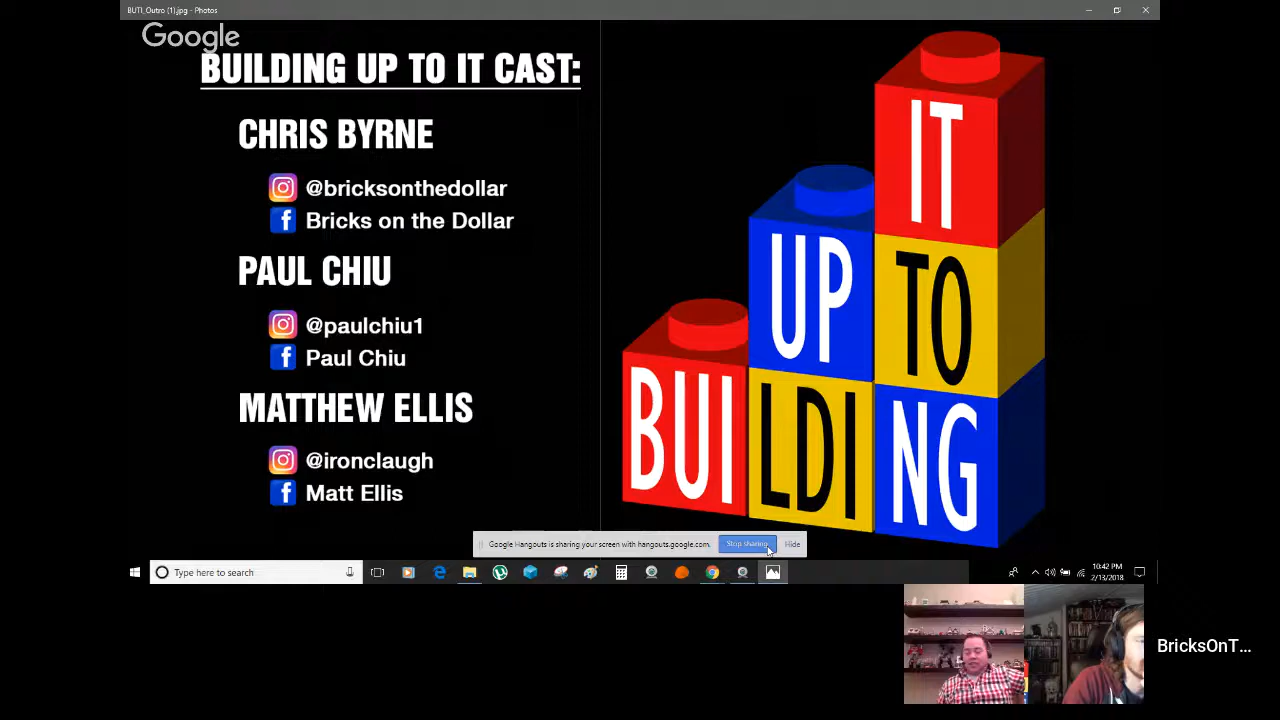 BUTI_Outro (1).jpg - Photos
Google
BUILDING UP TO IT CAST:
CHRIS BYRNE
@bricksonthedollar
Bricks on the Dollar
PAUL CHIU
@paulchiu1
Paul Chiu
MATTHEW ELLIS
@ironclaugh
Matt Ellis
IT
UP
TO
BUI
LDI
NG
Google Hangouts is sharing your screen with hangouts.google.com.
Stop sharing
Hide
Type here to search
10:42 PM
2/13/2018
BricksOnT...